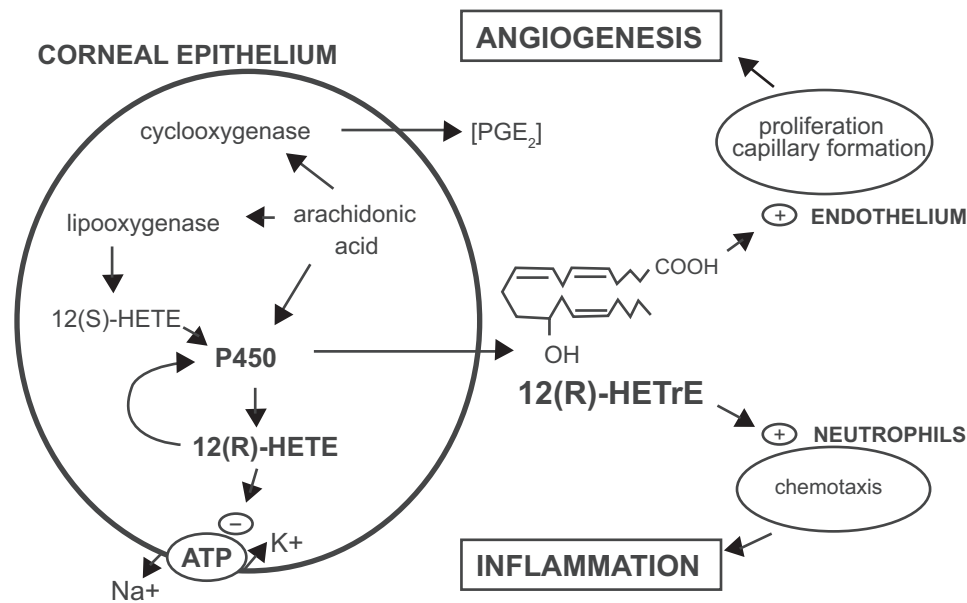 ANGIOGENESIS
CORNEAL EPITHELIUM
cyclooxygenase
[PGE2]
proliferation
capillary formation
lipooxygenase
arachidonic
acid
+ ENDOTHELIUM
COOH
12(S)-HETE
P450
OH
12(R)-HETrE
12(R)-HETE
+ NEUTROPHILS
chemotaxis
−
ATP
K+
Na+
INFLAMMATION